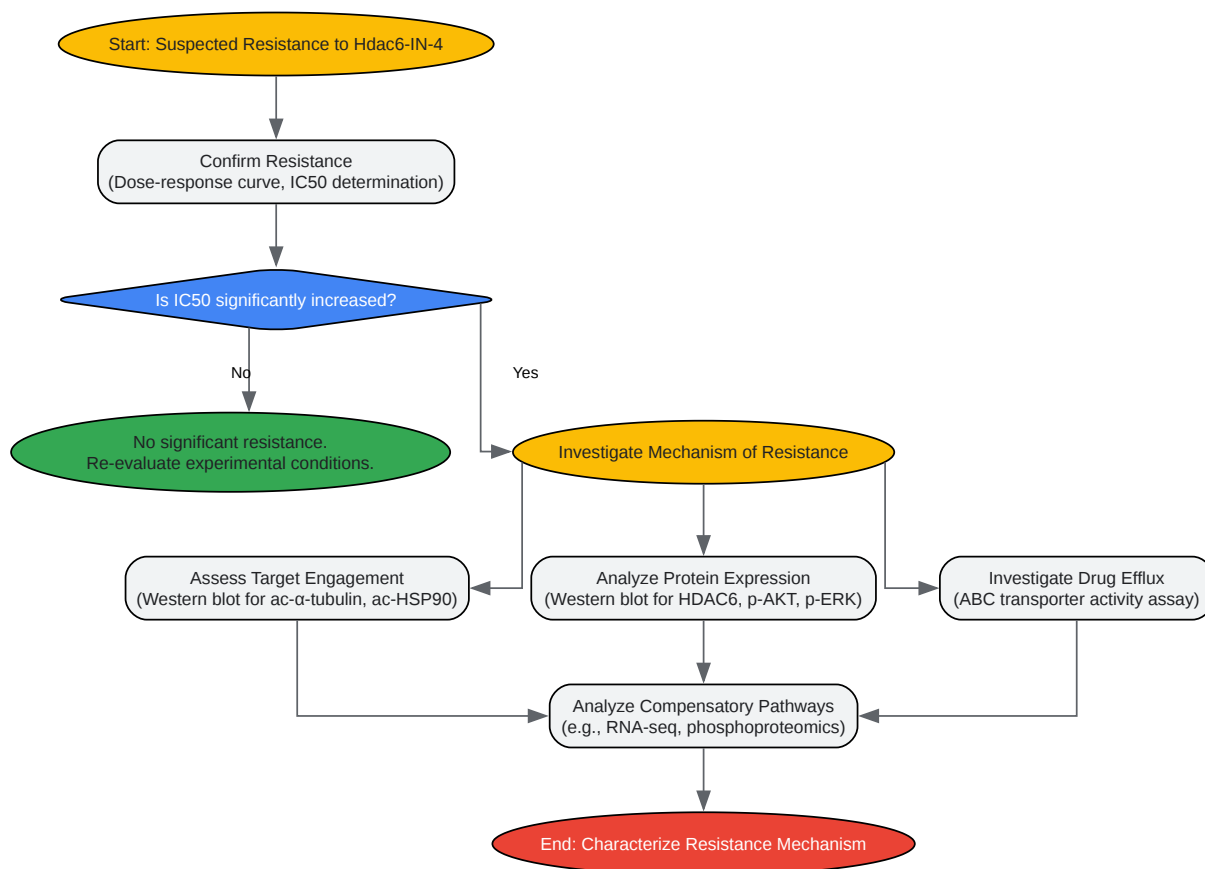 Start: Suspected Resistance to Hdac6-IN-4
Confirm Resistance
(Dose-response curve, IC50 determination)
Is IC50 significantly increased?
No
Yes
No significant resistance.
Re-evaluate experimental conditions.
Investigate Mechanism of Resistance
Assess Target Engagement
(Western blot for ac-α-tubulin, ac-HSP90)
Analyze Protein Expression
(Western blot for HDAC6, p-AKT, p-ERK)
Investigate Drug Efflux
(ABC transporter activity assay)
Analyze Compensatory Pathways
(e.g., RNA-seq, phosphoproteomics)
End: Characterize Resistance Mechanism